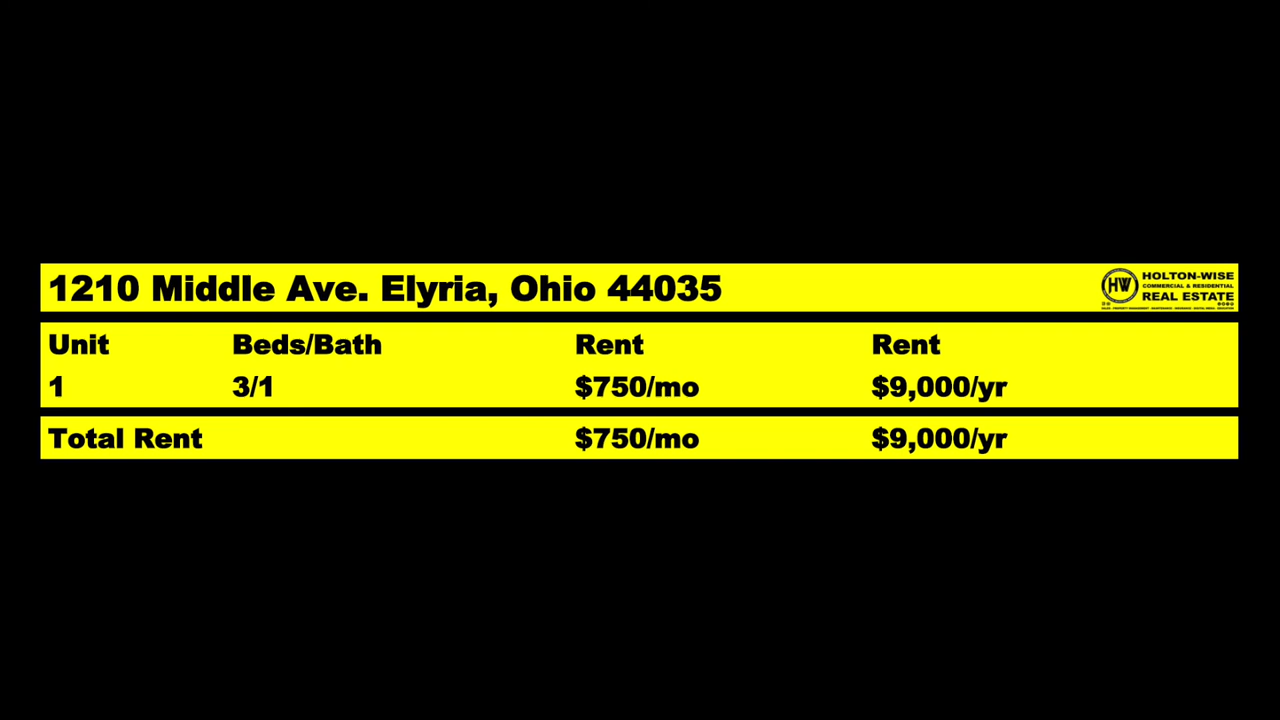 1210 Middle Ave. Elyria, Ohio 44035
HOLTON-WISE
COMMERCIAL & RESIDENTIAL
REAL ESTATE
HW
Unit Beds/Bath Rent Rent
1 3/1 $750/mo $9,000/yr
Total Rent $750/mo $9,000/yr